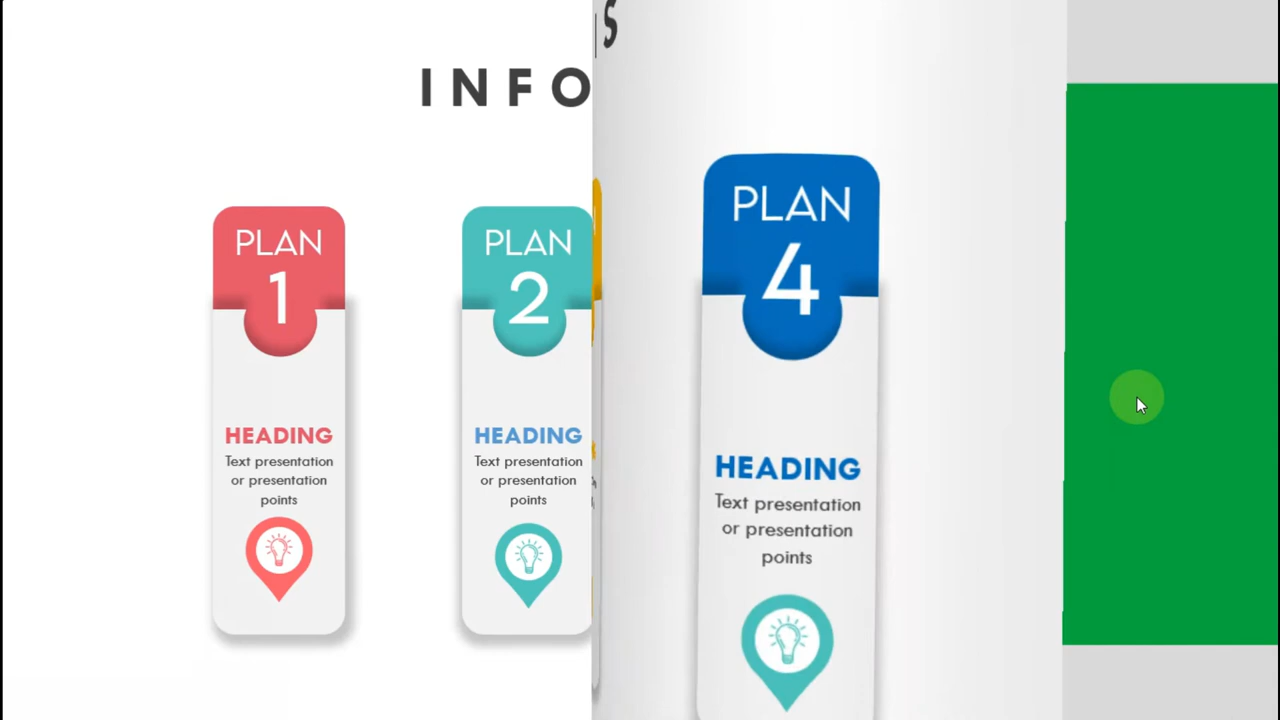 S
INFO
PLAN
1
HEADING
Text presentation
or presentation
points
PLAN
2
HEADING
Text presentation
or presentation
points
PLAN
4
HEADING
Text presentation
or presentation
points